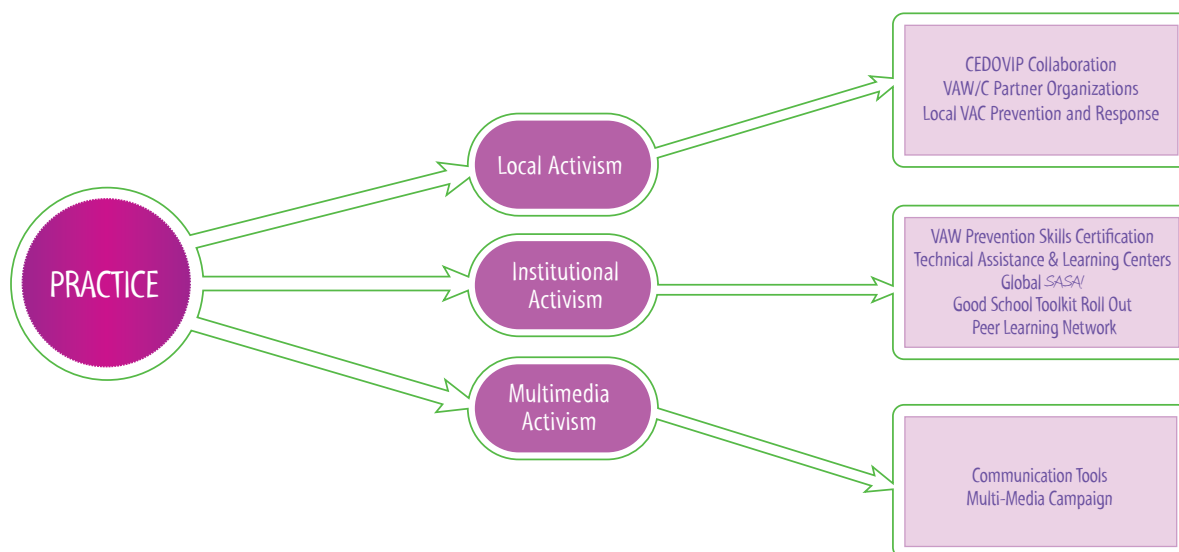 PRACTICE
Local Activism
Institutional
Activism
Multimedia
Activism
CEDOVIP Collaboration
VAW/C Partner Organizations
Local VAC Prevention and Response
VAW Prevention Skills Certification
Technical Assistance & Learning Centers
Global SASA!
Good School Toolkit Roll Out
Peer Learning Network
Communication Tools
Multi-Media Campaign